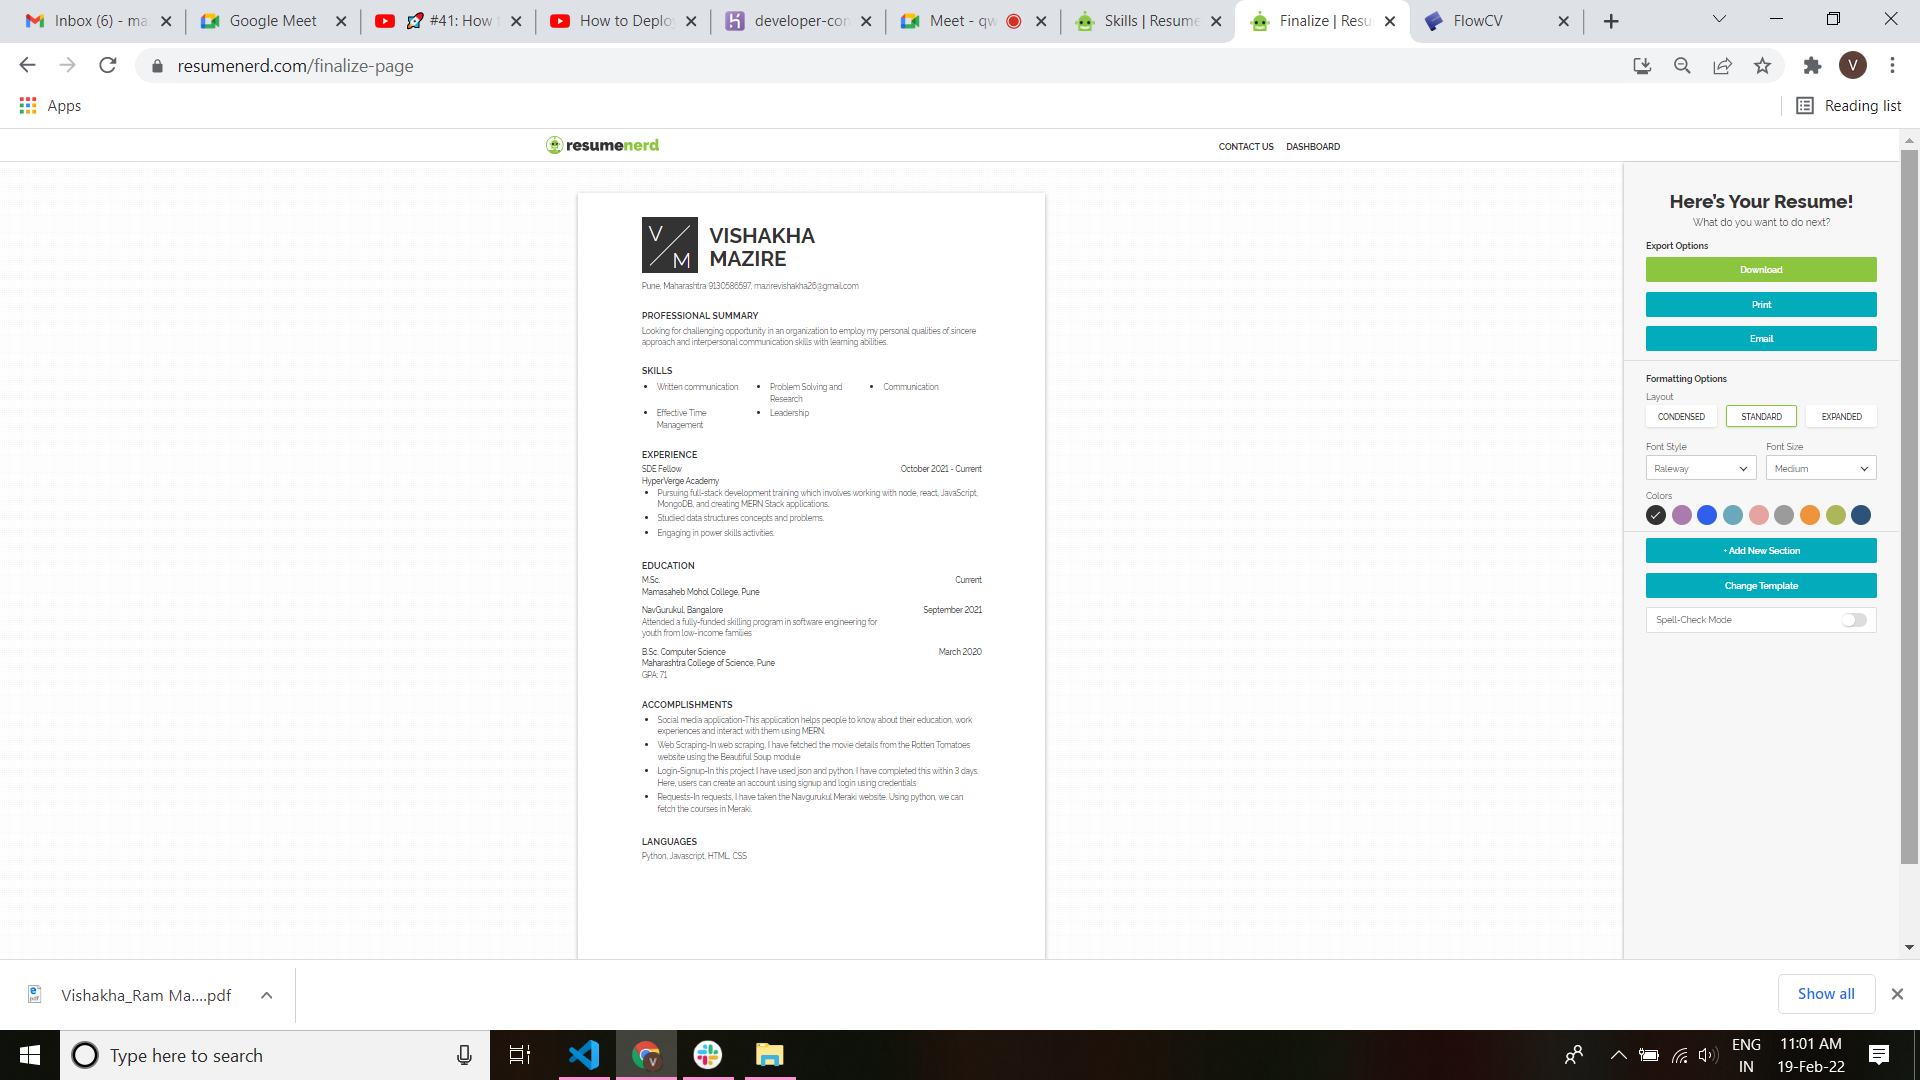 Inbox (6) - ma
Google Meet
#41: How t
How to Deploy
developer-con
Meet - qw
Skills | Resume
Finalize | Resu
FlowCV
resumenerd.com/finalize-page
V
Apps
Reading list
resumenerd
CONTACT US
DASHBOARD
V
M
VISHAKHA
MAZIRE
Pune, Maharashtra 9130586597, mazirevishakha26@gmail.com
PROFESSIONAL SUMMARY
Looking for challenging opportunity in an organization to employ my personal qualities of sincere
approach and interpersonal communication skills with learning abilities.
SKILLS
Written communication
Problem Solving and
Research
Communication
Effective Time
Management
Leadership
EXPERIENCE
SDE Fellow
October 2021 - Current
HyperVerge Academy
Pursuing full-stack development training which involves working with node, react, JavaScript,
MongoDB, and creating MERN Stack applications.
Studied data structures concepts and problems.
Engaging in power skills activities.
EDUCATION
M.Sc.
Current
Mamasaheb Mohol College, Pune
NavGurukul, Bangalore
September 2021
Attended a fully-funded skilling program in software engineering for
youth from low-income families
B.Sc. Computer Science
March 2020
Maharashtra College of Science, Pune
GPA: 71
ACCOMPLISHMENTS
Social media application-This application helps people to know about their education, work
experiences and interact with them using MERN.
Web Scraping-In web scraping, I have fetched the movie details from the Rotten Tomatoes
website using the Beautiful Soup module
Login-Signup-In this project I have used json and python. I have completed this within 3 days.
Here, users can create an account using signup and login using credentials
Requests-In requests, I have taken the Navgurukul Meraki website. Using python, we can
fetch the courses in Meraki.
LANGUAGES
Python, Javascript, HTML, CSS
Here's Your Resume!
What do you want to do next?
Export Options
Download
Print
Email
Formatting Options
Layout
CONDENSED
STANDARD
EXPANDED
Font Style
Font Size
Raleway
Medium
Colors
+ Add New Section
Change Template
Spell-Check Mode
Vishakha_Ram Ma....pdf
Show all
Type here to search
ENG
IN
11:01 AM
19-Feb-22